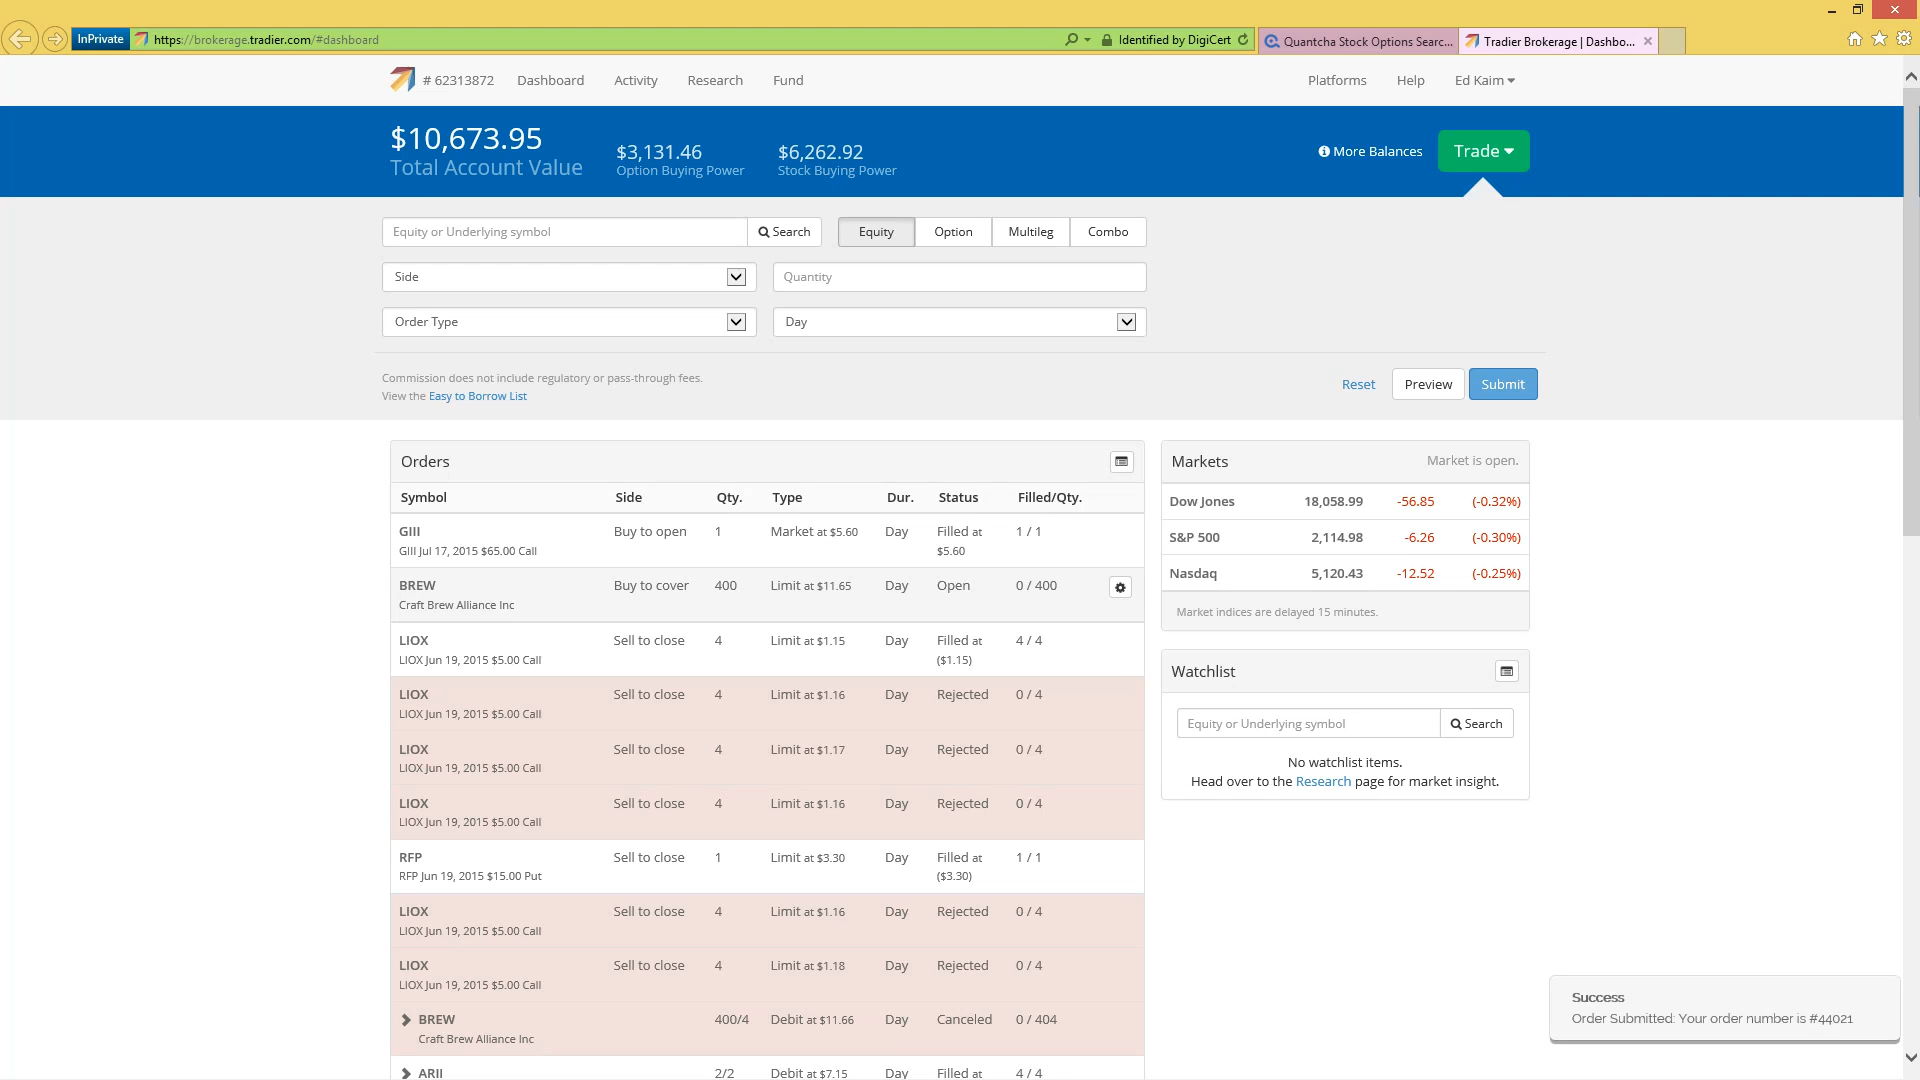 InPrivate
https://brokerage.tradier.com/#dashboard
Identified by DigiCert
Quantcha Stock Options Searc...
Tradier Brokerage | Dashbo...
# 62313872
Dashboard
Activity
Research
Fund
Platforms
Help
Ed Kaim
$10,673.95
Total Account Value
$3,131.46
Option Buying Power
$6,262.92
Stock Buying Power
More Balances
Trade
Equity or Underlying symbol
Search
Equity
Option
Multileg
Combo
Side
Quantity
Order Type
Day
Commission does not include regulatory or pass-through fees.
View the Easy to Borrow List
Reset
Preview
Submit
Orders
Symbol Side Qty. Type Dur. Status Filled/Qty.
GIII Buy to open 1 Market at $5.60 Day Filled at 1 / 1
GIII Jul 17, 2015 $65.00 Call $5.60
BREW Buy to cover 400 Limit at $11.65 Day Open 0 / 400
Craft Brew Alliance Inc
LIOX Sell to close 4 Limit at $1.15 Day Filled at 4 / 4
LIOX Jun 19, 2015 $5.00 Call ($1.15)
LIOX Sell to close 4 Limit at $1.16 Day Rejected 0 / 4
LIOX Jun 19, 2015 $5.00 Call
LIOX Sell to close 4 Limit at $1.17 Day Rejected 0 / 4
LIOX Jun 19, 2015 $5.00 Call
LIOX Sell to close 4 Limit at $1.16 Day Rejected 0 / 4
LIOX Jun 19, 2015 $5.00 Call
RFP Sell to close 1 Limit at $3.30 Day Filled at 1 / 1
RFP Jun 19, 2015 $15.00 Put ($3.30)
LIOX Sell to close 4 Limit at $1.16 Day Rejected 0 / 4
LIOX Jun 19, 2015 $5.00 Call
LIOX Sell to close 4 Limit at $1.18 Day Rejected 0 / 4
LIOX Jun 19, 2015 $5.00 Call
BREW 400/4 Debit at $11.66 Day Canceled 0 / 404
Craft Brew Alliance Inc
ARII 2/2 Debit at $7.15 Day Filled at 4 / 4
Markets
Market is open.
Dow Jones 18,058.99 -56.85 (-0.32%)
S&P 500 2,114.98 -6.26 (-0.30%)
Nasdaq 5,120.43 -12.52 (-0.25%)
Market indices are delayed 15 minutes.
Watchlist
Equity or Underlying symbol
Search
No watchlist items.
Head over to the Research page for market insight.
Success
Order Submitted: Your order number is #44021